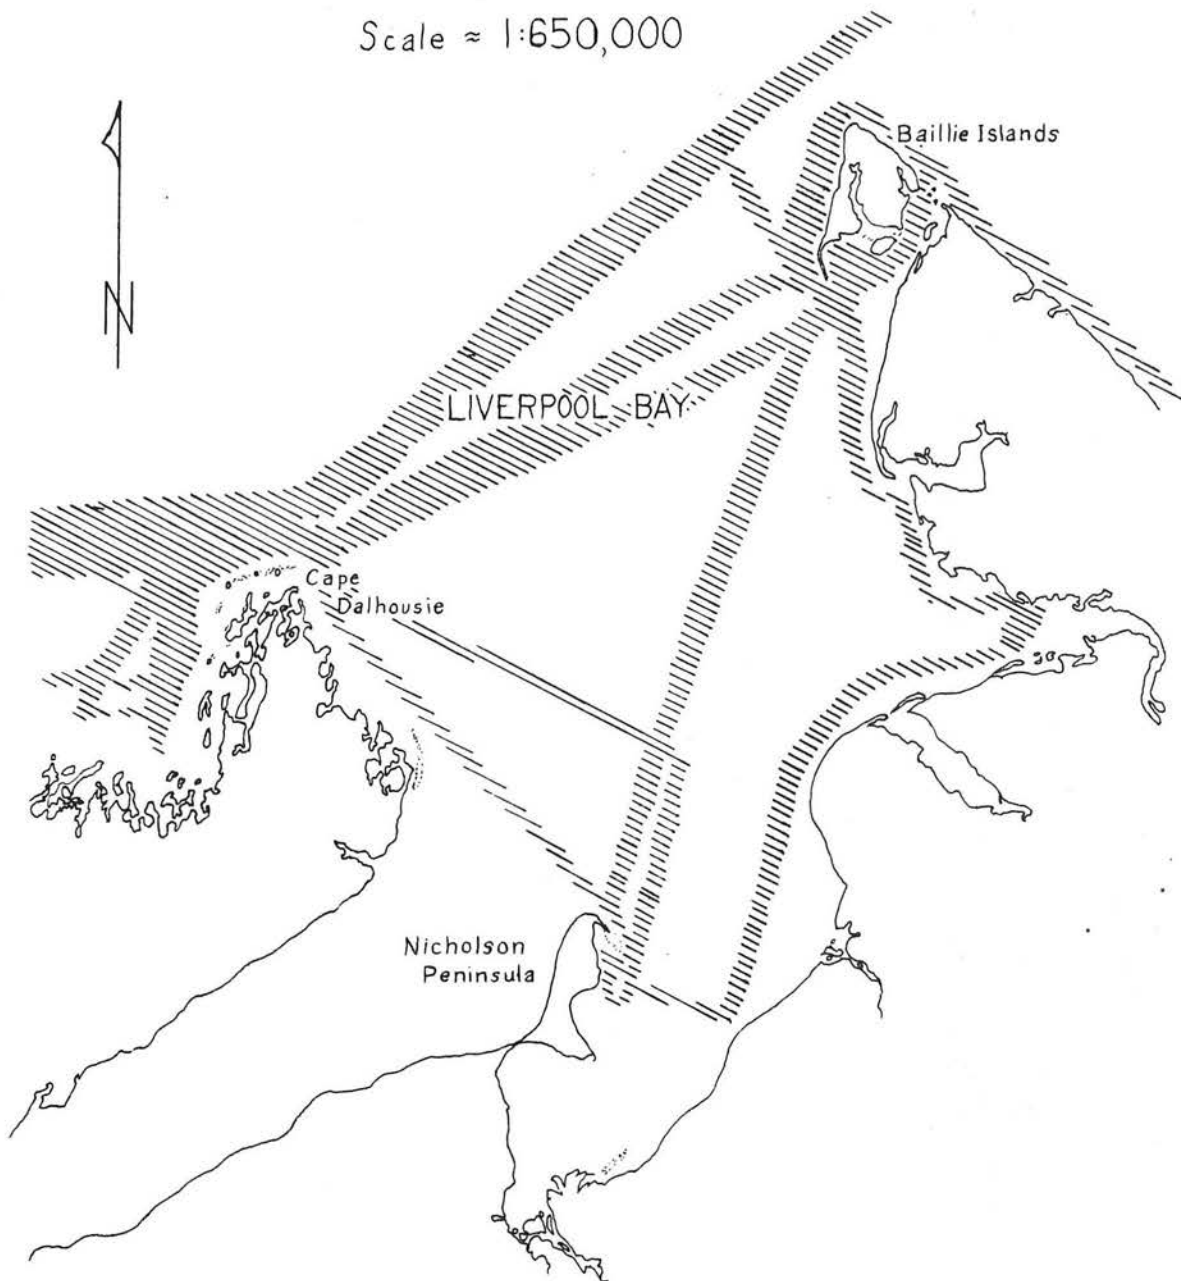 Scale ≈ 1:650,000
Baillie Islands
N
LIVERPOOL BAY
Cape
Dalhousie
Nicholson
Peninsula